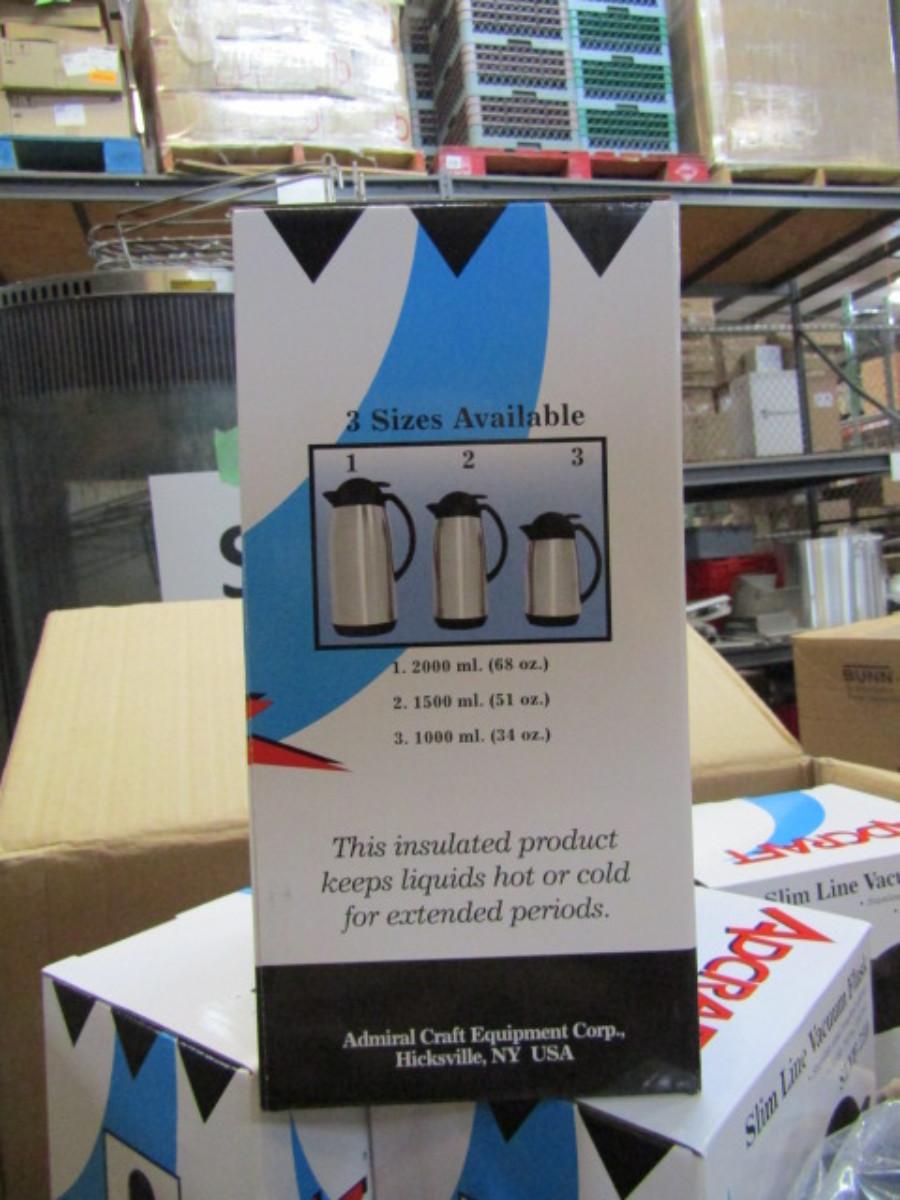 3 Sizes Available
1 2 3
1. 2000 ml. (68 oz.)
2. 1500 ml. (51 oz.)
3. 1000 ml. (34 oz.)
This insulated product
keeps liquids hot or cold
for extended periods.
Admiral Craft Equipment Corp.,
Hicksville, NY USA
BUNN
ADCRAFT
Slim Line
Slim Line Vacuum Flask